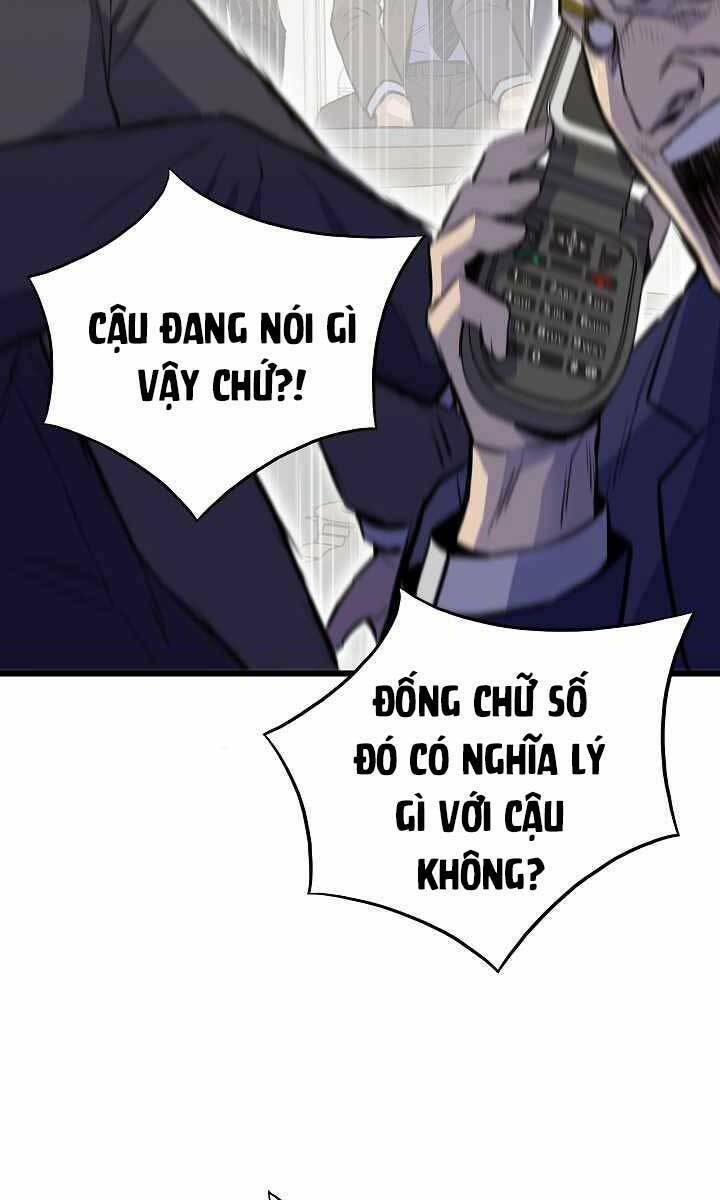 CẬU ĐANG NÓI GÌ
VẬY CHỨ?!
ĐỐNG CHỮ SỐ
ĐÓ CÓ NGHĨA LÝ
GÌ VỚI CẬU
KHÔNG?